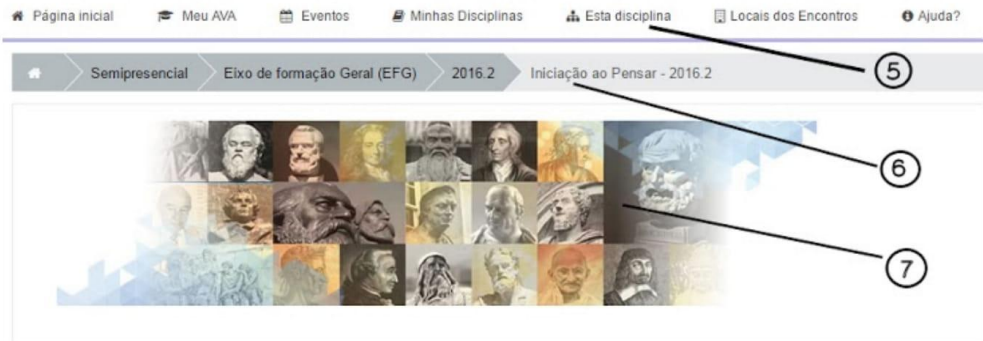 Página inicial Meu AVA Eventos Minhas Disciplinas Esta disciplina Locais dos Encontros Ajuda?
5
Semipresencial Eixo de formação Geral (EFG) 2016.2 Iniciação ao Pensar - 2016.2
6
7